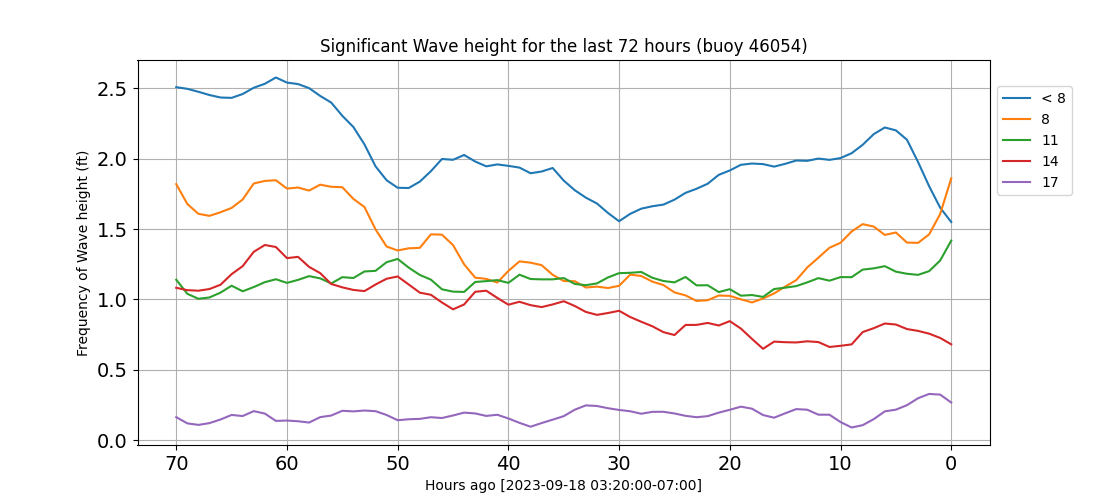 Significant Wave height for the last 72 hours (buoy 46054)
Frequency of Wave height (ft)
2.5
2.0
1.5
1.0
0.5
0.0
70 60 50 40 30 20 10 0
Hours ago [2023-09-18 03:20:00-07:00]
< 8
8
11
14
17